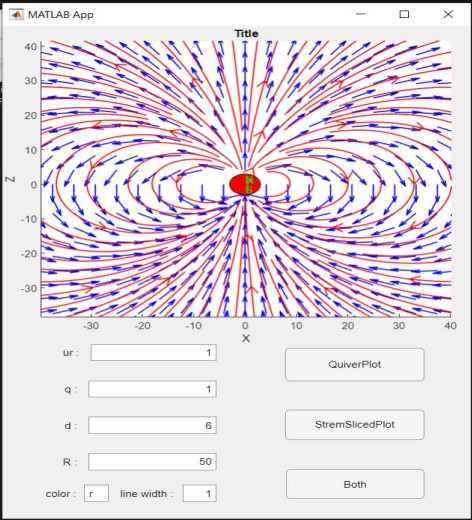 MATLAB App
Title
40
30
20
10
0
-10
-20
-30
Z
-30 -20 -10 0 10 20 30 40
X
ur : 1
QuiverPlot
q : 1
d : 6
StremSlicedPlot
R : 50
Both
color : r line width : 1